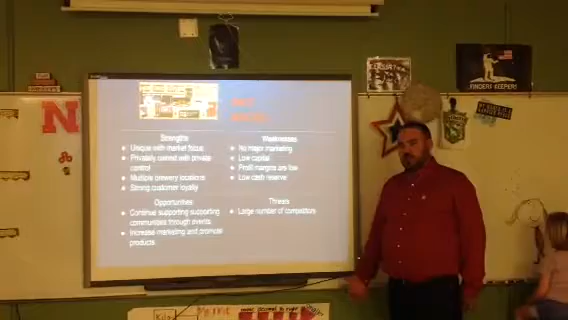 FINDERS KEEPERS!
N
Strengths
Unique with market focus
Privately owned with private
control
Multiple brewery locations
Strong customer loyalty
Weaknesses
No major marketing
Low capital
Profit margins are low
Low cash reserve
Opportunities
Continue supporting supporting
communities through events
Increase marketing and promote
products
Threats
Large number of competitors